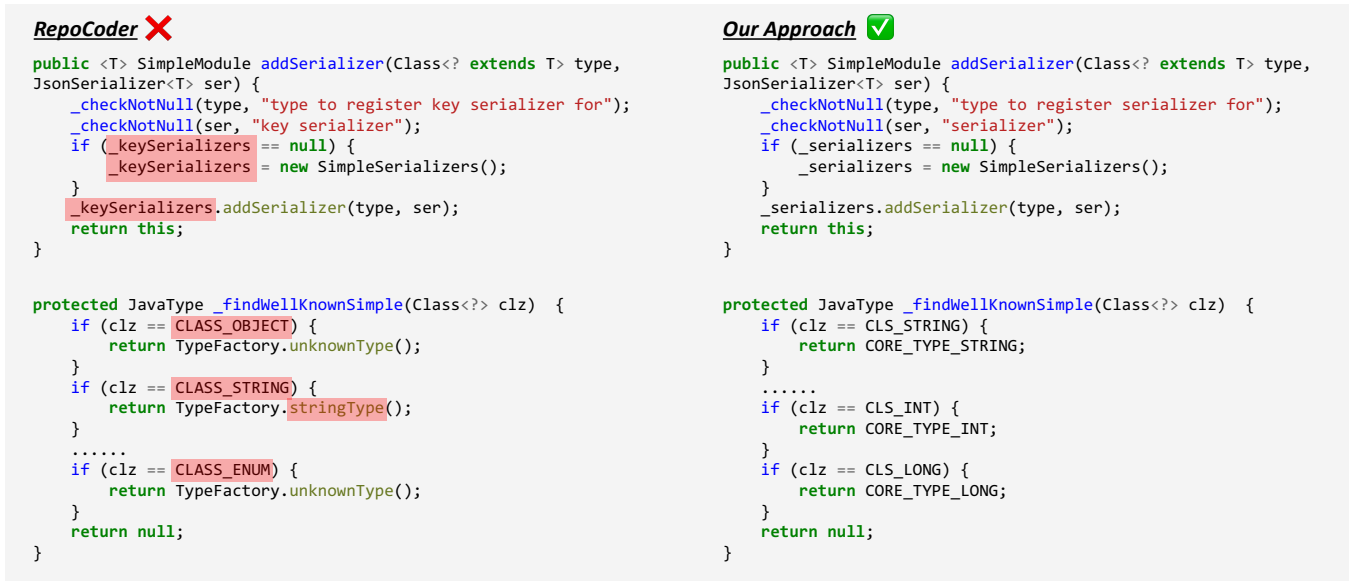 RepoCoder ❌
public <T> SimpleModule addSerializer(Class<? extends T> type,
JsonSerializer<T> ser) {
    _checkNotNull(type, "type to register key serializer for");
    _checkNotNull(ser, "key serializer");
    if (_keySerializers == null) {
        _keySerializers = new SimpleSerializers();
    }
    _keySerializers.addSerializer(type, ser);
    return this;
}
protected JavaType _findWellKnownSimple(Class<?> clz)  {
    if (clz == CLASS_OBJECT) {
        return TypeFactory.unknownType();
    }
    if (clz == CLASS_STRING) {
        return TypeFactory.stringType();
    }
    ......
    if (clz == CLASS_ENUM) {
        return TypeFactory.unknownType();
    }
    return null;
}
Our Approach ✅
public <T> SimpleModule addSerializer(Class<? extends T> type,
JsonSerializer<T> ser) {
    _checkNotNull(type, "type to register serializer for");
    _checkNotNull(ser, "serializer");
    if (_serializers == null) {
        _serializers = new SimpleSerializers();
    }
    _serializers.addSerializer(type, ser);
    return this;
}
protected JavaType _findWellKnownSimple(Class<?> clz)  {
    if (clz == CLS_STRING) {
        return CORE_TYPE_STRING;
    }
    ......
    if (clz == CLS_INT) {
        return CORE_TYPE_INT;
    }
    if (clz == CLS_LONG) {
        return CORE_TYPE_LONG;
    }
    return null;
}